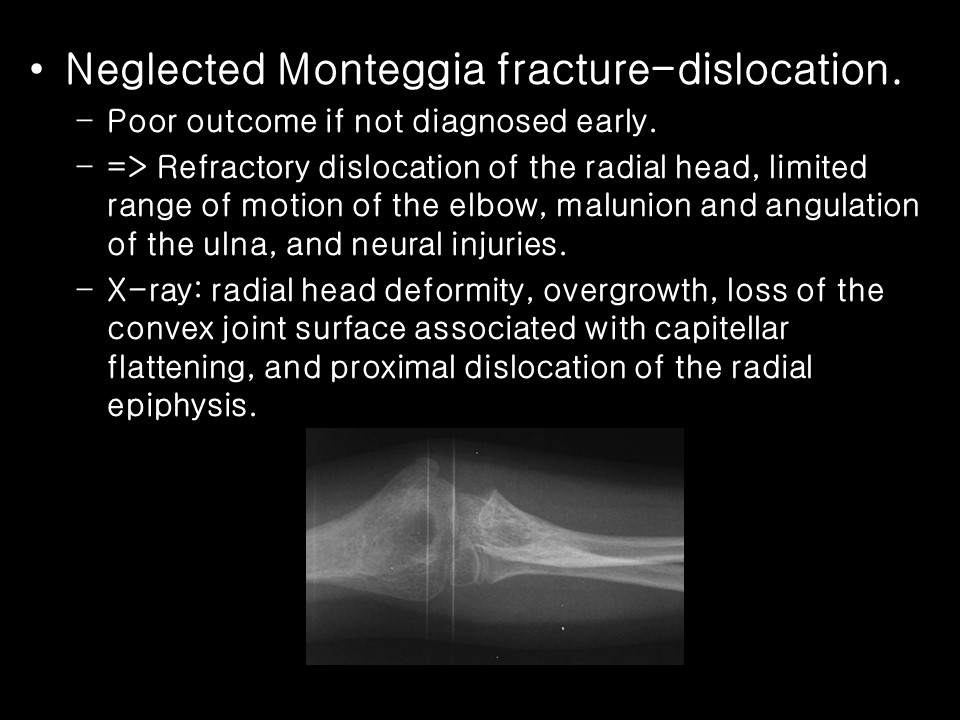 • Neglected Monteggia fracture-dislocation.
– Poor outcome if not diagnosed early.
– => Refractory dislocation of the radial head, limited
range of motion of the elbow, malunion and angulation
of the ulna, and neural injuries.
– X-ray: radial head deformity, overgrowth, loss of the
convex joint surface associated with capitellar
flattening, and proximal dislocation of the radial
epiphysis.